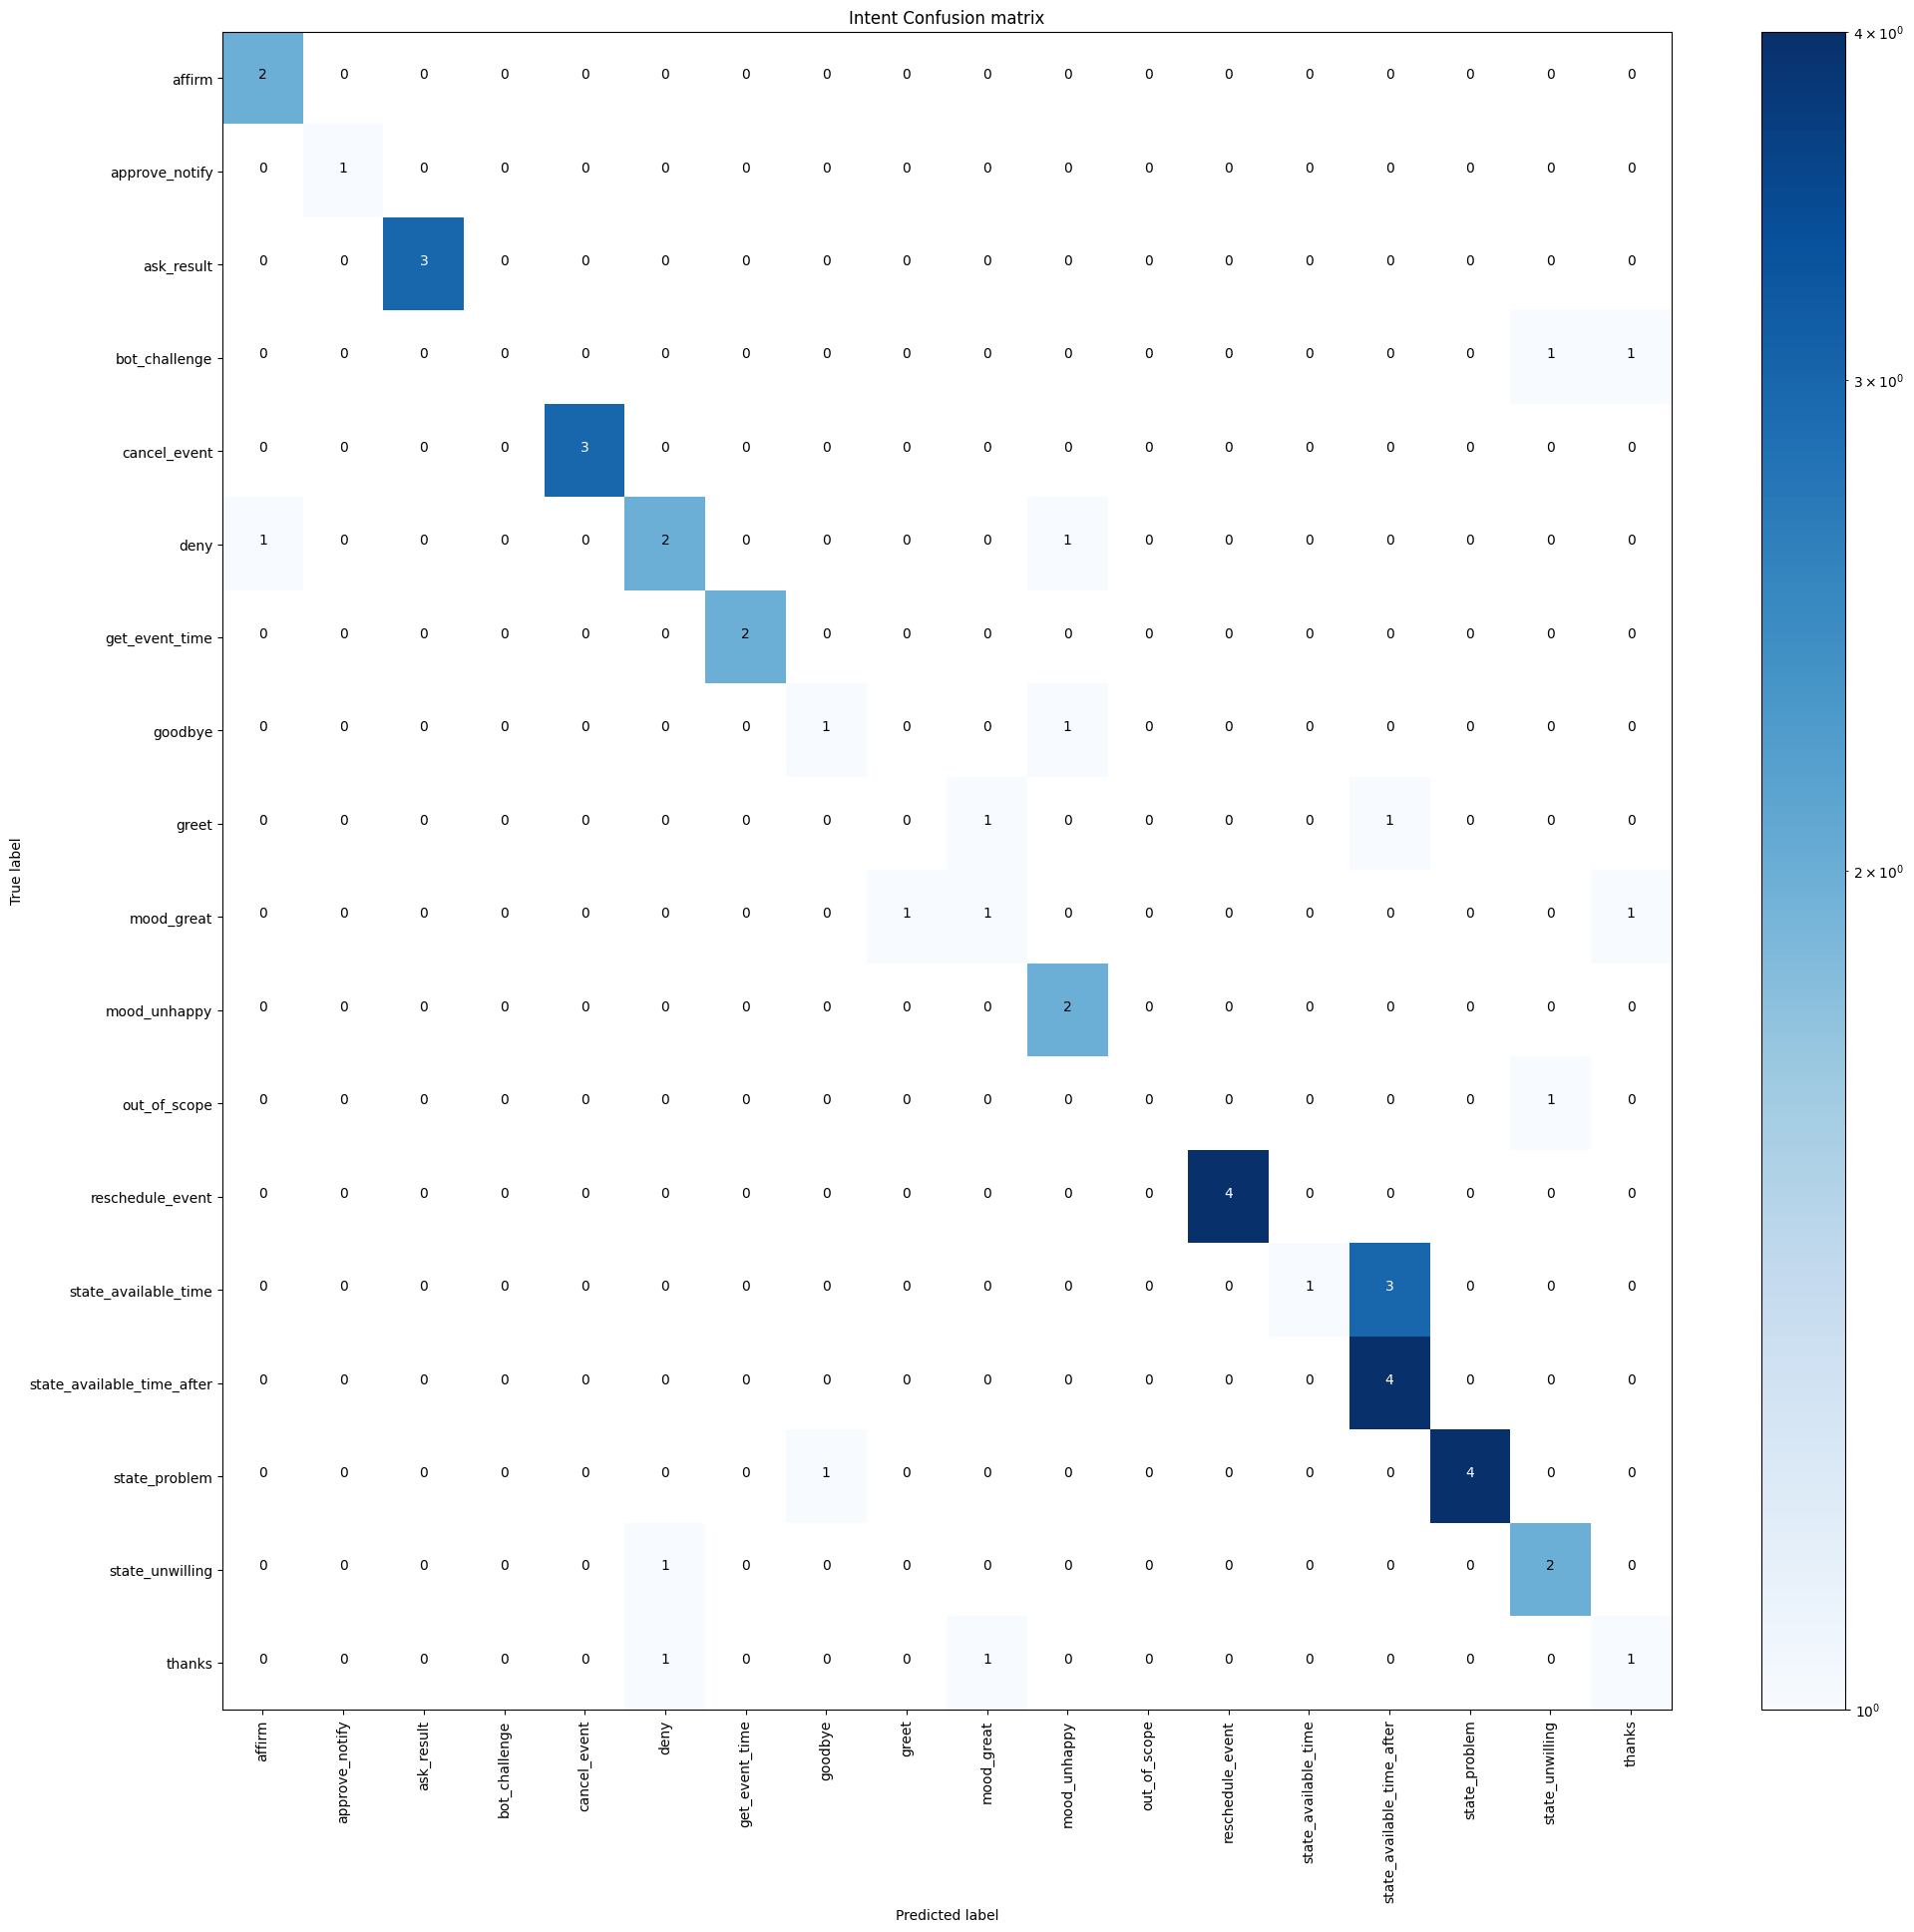 Intent Confusion matrix
affirm 2 0 0 0 0 0 0 0 0 0 0 0 0 0 0 0 0 0
approve_notify 0 1 0 0 0 0 0 0 0 0 0 0 0 0 0 0 0 0
ask_result 0 0 3 0 0 0 0 0 0 0 0 0 0 0 0 0 0 0
bot_challenge 0 0 0 0 0 0 0 0 0 0 0 0 0 0 0 0 1 1
cancel_event 0 0 0 0 3 0 0 0 0 0 0 0 0 0 0 0 0 0
deny 1 0 0 0 0 2 0 0 0 0 1 0 0 0 0 0 0 0
get_event_time 0 0 0 0 0 0 2 0 0 0 0 0 0 0 0 0 0 0
goodbye 0 0 0 0 0 0 0 1 0 0 1 0 0 0 0 0 0 0
greet 0 0 0 0 0 0 0 0 0 1 0 0 0 0 1 0 0 0
mood_great 0 0 0 0 0 0 0 0 1 1 0 0 0 0 0 0 0 1
mood_unhappy 0 0 0 0 0 0 0 0 0 0 2 0 0 0 0 0 0 0
out_of_scope 0 0 0 0 0 0 0 0 0 0 0 0 0 0 0 0 1 0
reschedule_event 0 0 0 0 0 0 0 0 0 0 0 0 4 0 0 0 0 0
state_available_time 0 0 0 0 0 0 0 0 0 0 0 0 0 1 3 0 0 0
state_available_time_after 0 0 0 0 0 0 0 0 0 0 0 0 0 0 4 0 0 0
state_problem 0 0 0 0 0 0 0 1 0 0 0 0 0 0 0 4 0 0
state_unwilling 0 0 0 0 0 1 0 0 0 0 0 0 0 0 0 0 2 0
thanks 0 0 0 0 0 1 0 0 0 1 0 0 0 0 0 0 0 1
True label
affirm
approve_notify
ask_result
bot_challenge
cancel_event
deny
get_event_time
goodbye
greet
mood_great
mood_unhappy
out_of_scope
reschedule_event
state_available_time
state_available_time_after
state_problem
state_unwilling
thanks
Predicted label
4 × 10⁰
3 × 10⁰
2 × 10⁰
10⁰